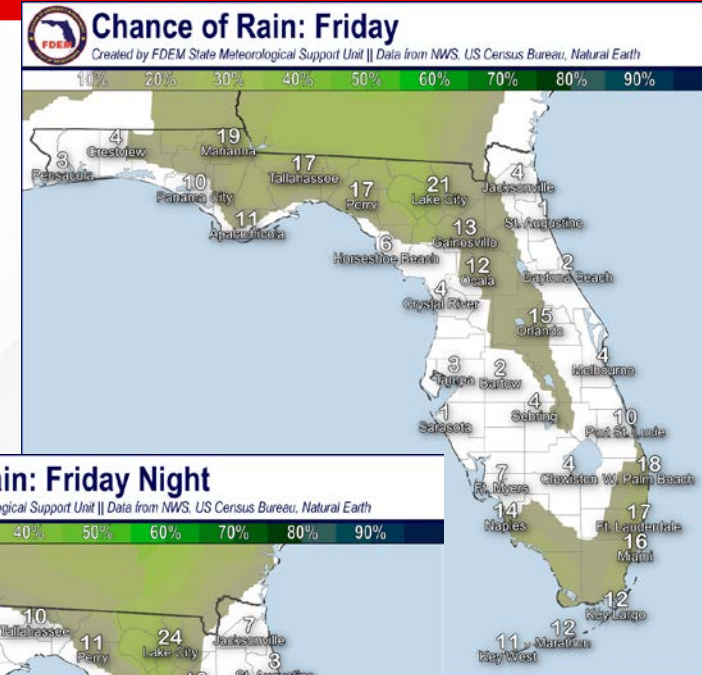 FDEM
Chance of Rain: Friday
Created by FDEM State Meteorological Support Unit || Data from NWS, US Census Bureau, Natural Earth
10% 20% 30% 40% 50% 60% 70% 80% 90%
4
Crestview
19
Marianna
3
Pensacola
17
Tallahassee
4
Jacksonville
10
Panama City
17
Perry
21
Lake City
1
St. Augustine
11
Apalachicola
13
Gainesville
6
Horseshoe Beach
12
Ocala
2
Daytona Beach
4
Crystal River
15
Orlando
3
Tampa
2
Bartow
4
Melbourne
1
Sarasota
4
Sebring
10
Port St. Lucie
7
Ft. Myers
4
Clewiston
18
W. Palm Beach
14
Naples
17
Ft. Lauderdale
16
Miami
12
Key Largo
11
Key West
12
Marathon
ain: Friday Night
ogical Support Unit || Data from NWS, US Census Bureau, Natural Earth
40% 50% 60% 70% 80% 90%
10
Tallahassee
11
Perry
24
Lake City
7
Jacksonville
3
St. Augustine